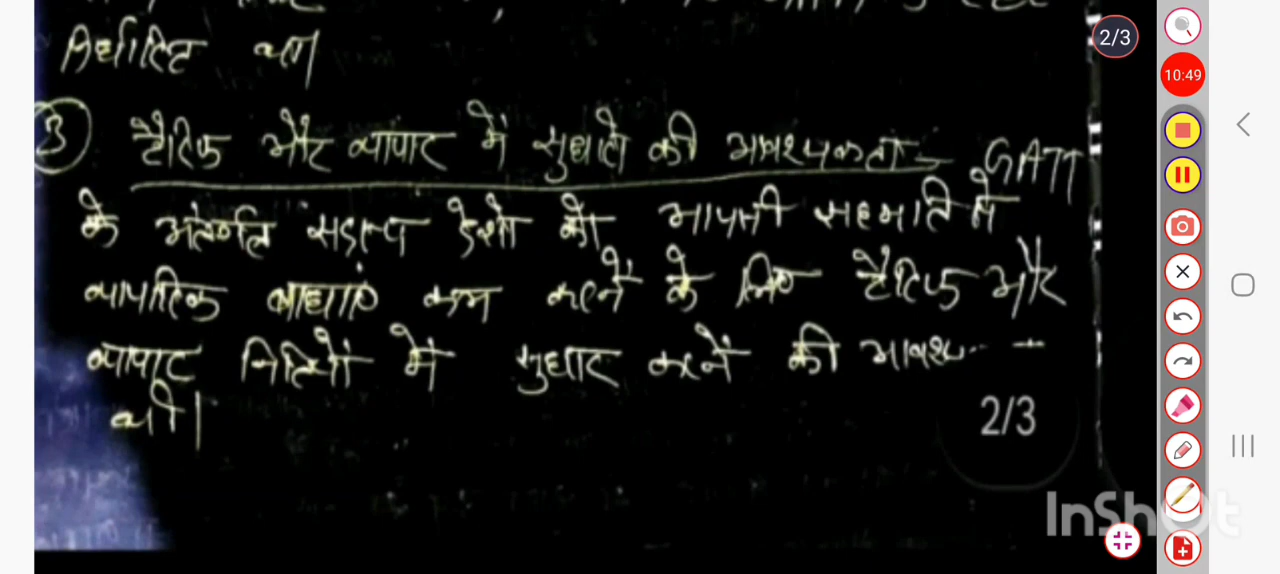 निर्धारित था।
2/3
10:49
③ टैरिफ और व्यापार में सुधारो की आवश्यकता - GATT
के अंतर्गत सदस्य देशो को आपसी सहमति से
व्यापारिक बाधाएं कम करने के लिए टैरिफ और
व्यापार नितियों में सुधार करने की आवश्य..
थी।
2/3
InShOt